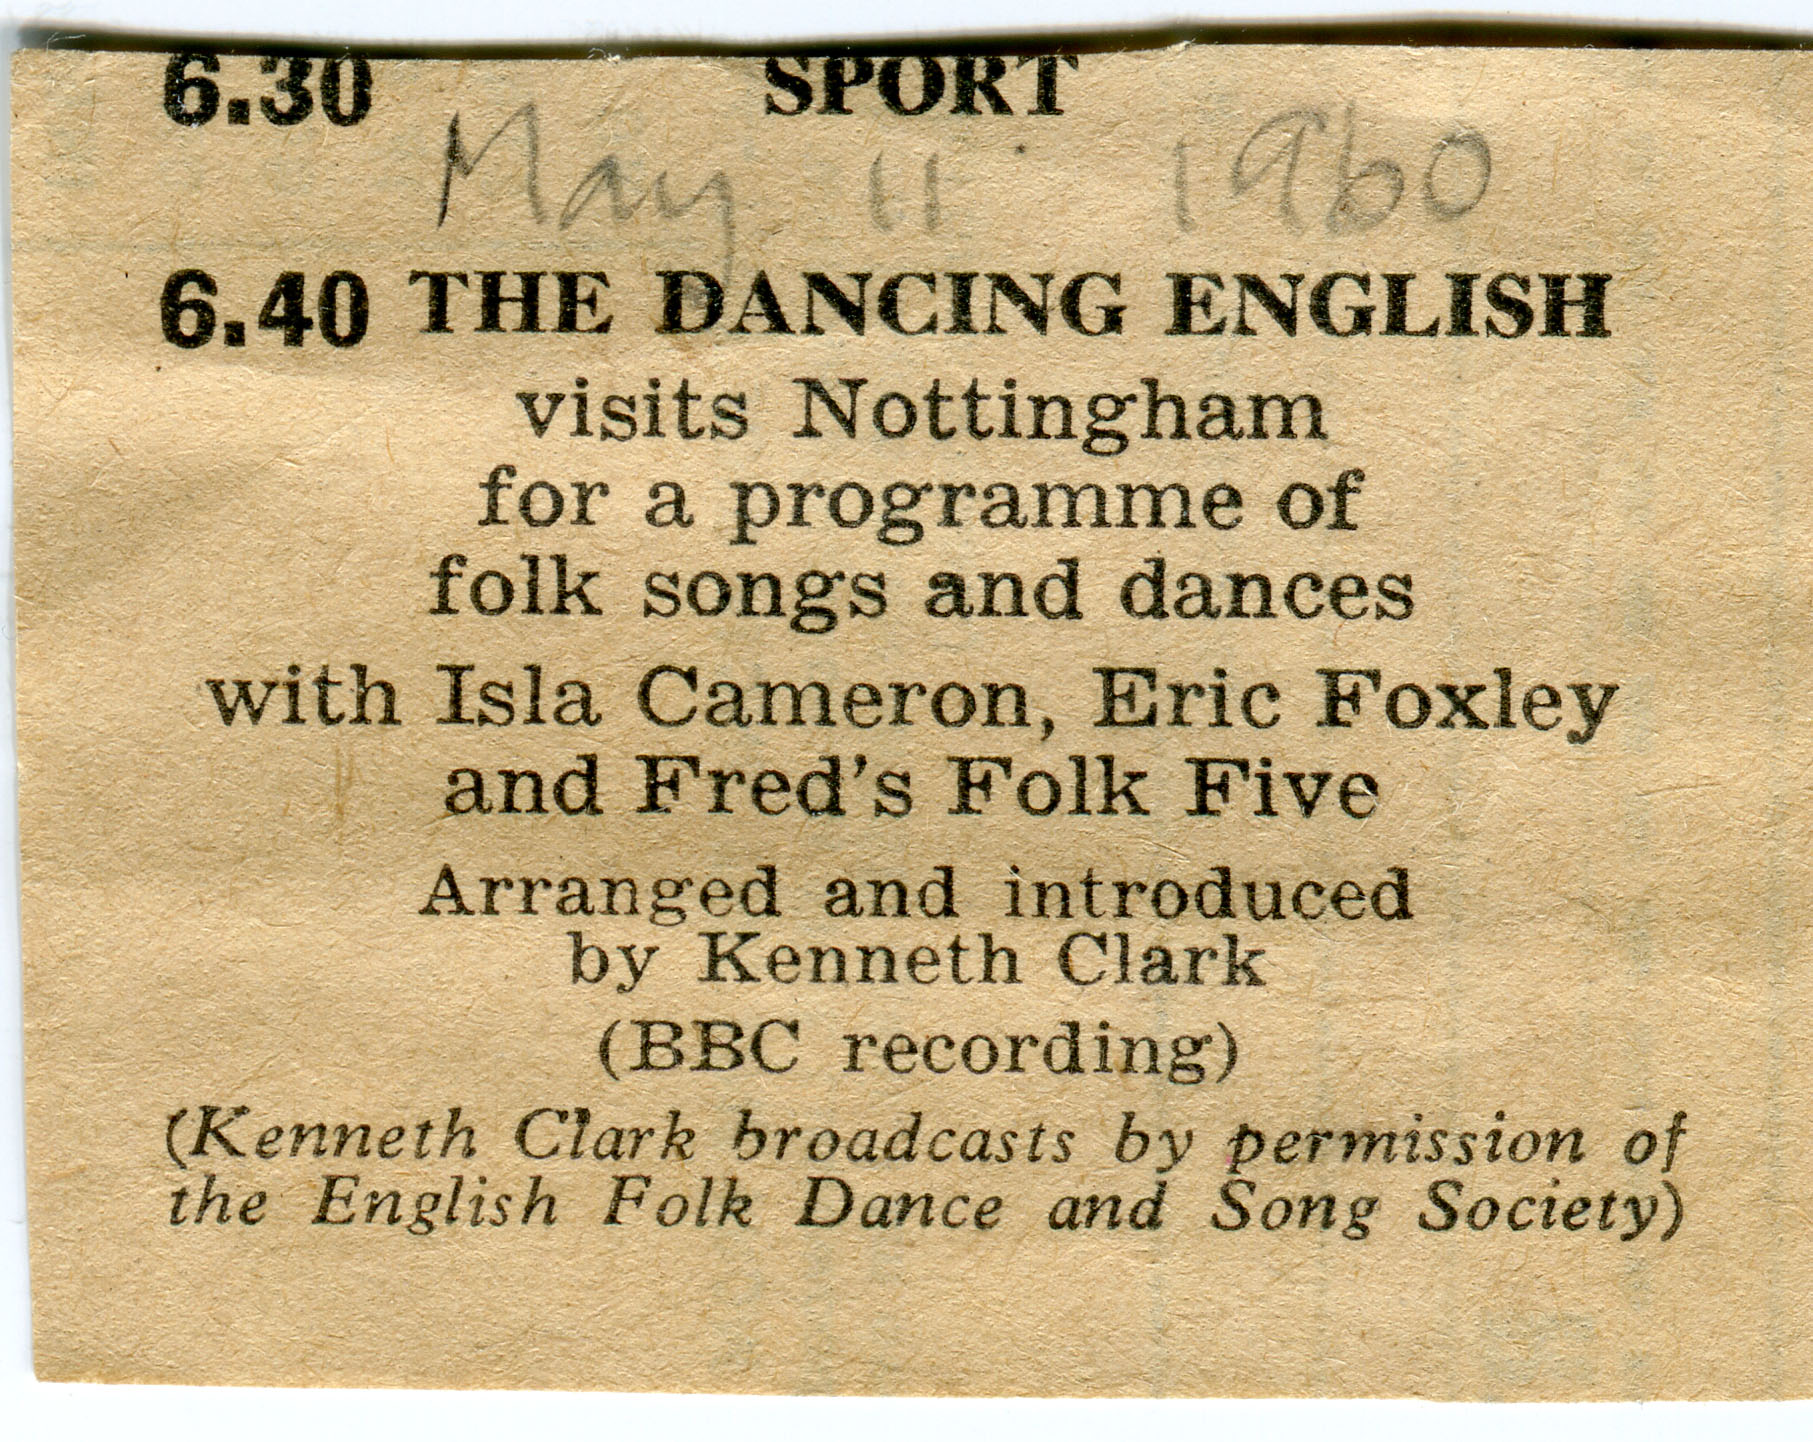 6.30 SPORT
May 11 1960
6.40 THE DANCING ENGLISH
visits Nottingham
for a programme of
folk songs and dances
with Isla Cameron, Eric Foxley
and Fred's Folk Five
Arranged and introduced
by Kenneth Clark
(BBC recording)
(Kenneth Clark broadcasts by permission of
the English Folk Dance and Song Society)